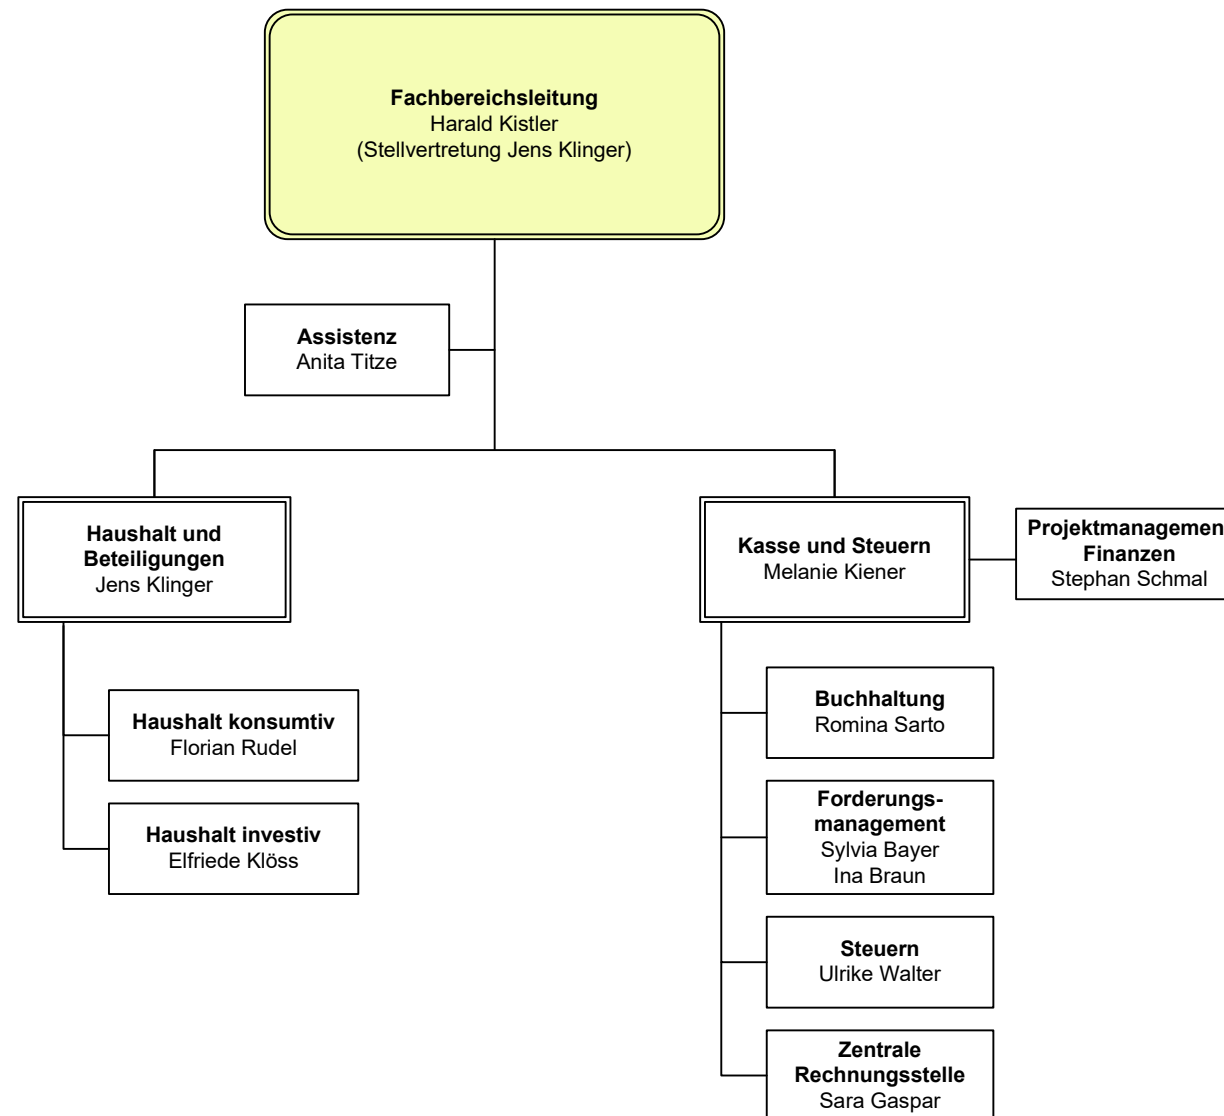 Fachbereichsleitung
Harald Kistler
(Stellvertretung Jens Klinger)
Assistenz
Anita Titze
Haushalt und
Beteiligungen
Jens Klinger
Kasse und Steuern
Melanie Kiener
Projektmanagemen
Finanzen
Stephan Schmal
Haushalt konsumtiv
Florian Rudel
Haushalt investiv
Elfriede Klöss
Buchhaltung
Romina Sarto
Forderungs-
management
Sylvia Bayer
Ina Braun
Steuern
Ulrike Walter
Zentrale
Rechnungsstelle
Sara Gaspar